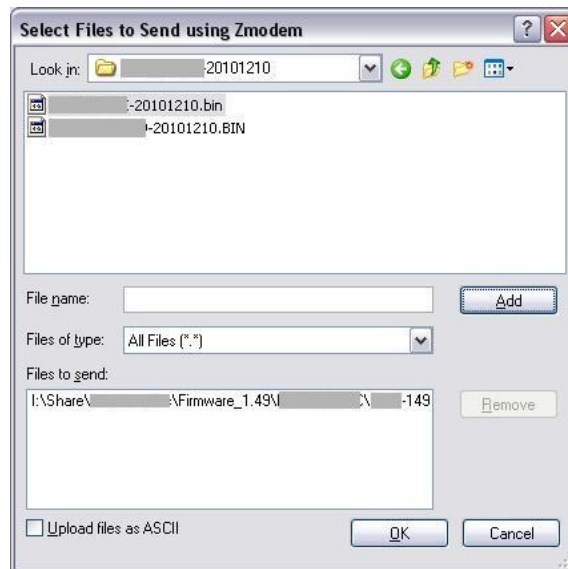 Select Files to Send using Zmodem
Look in: -20101210
-20101210.bin
-20101210.BIN
File name:
Add
Files of type: All Files (*.*)
Files to send:
I:\Share\ \Firmware_1.49\ \ -149
Remove
Upload files as ASCII
OK Cancel